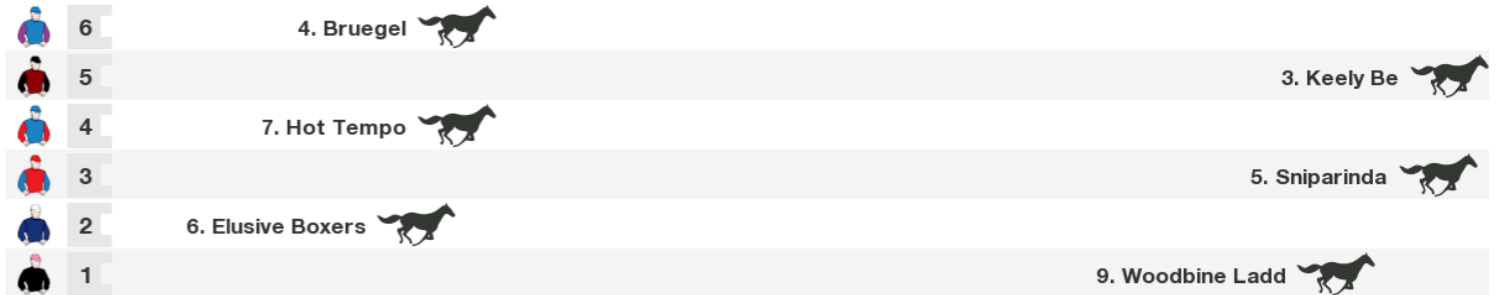 6 4. Bruegel
5 3. Keely Be
4 7. Hot Tempo
3 5. Sniparinda
2 6. Elusive Boxers
1 9. Woodbine Ladd